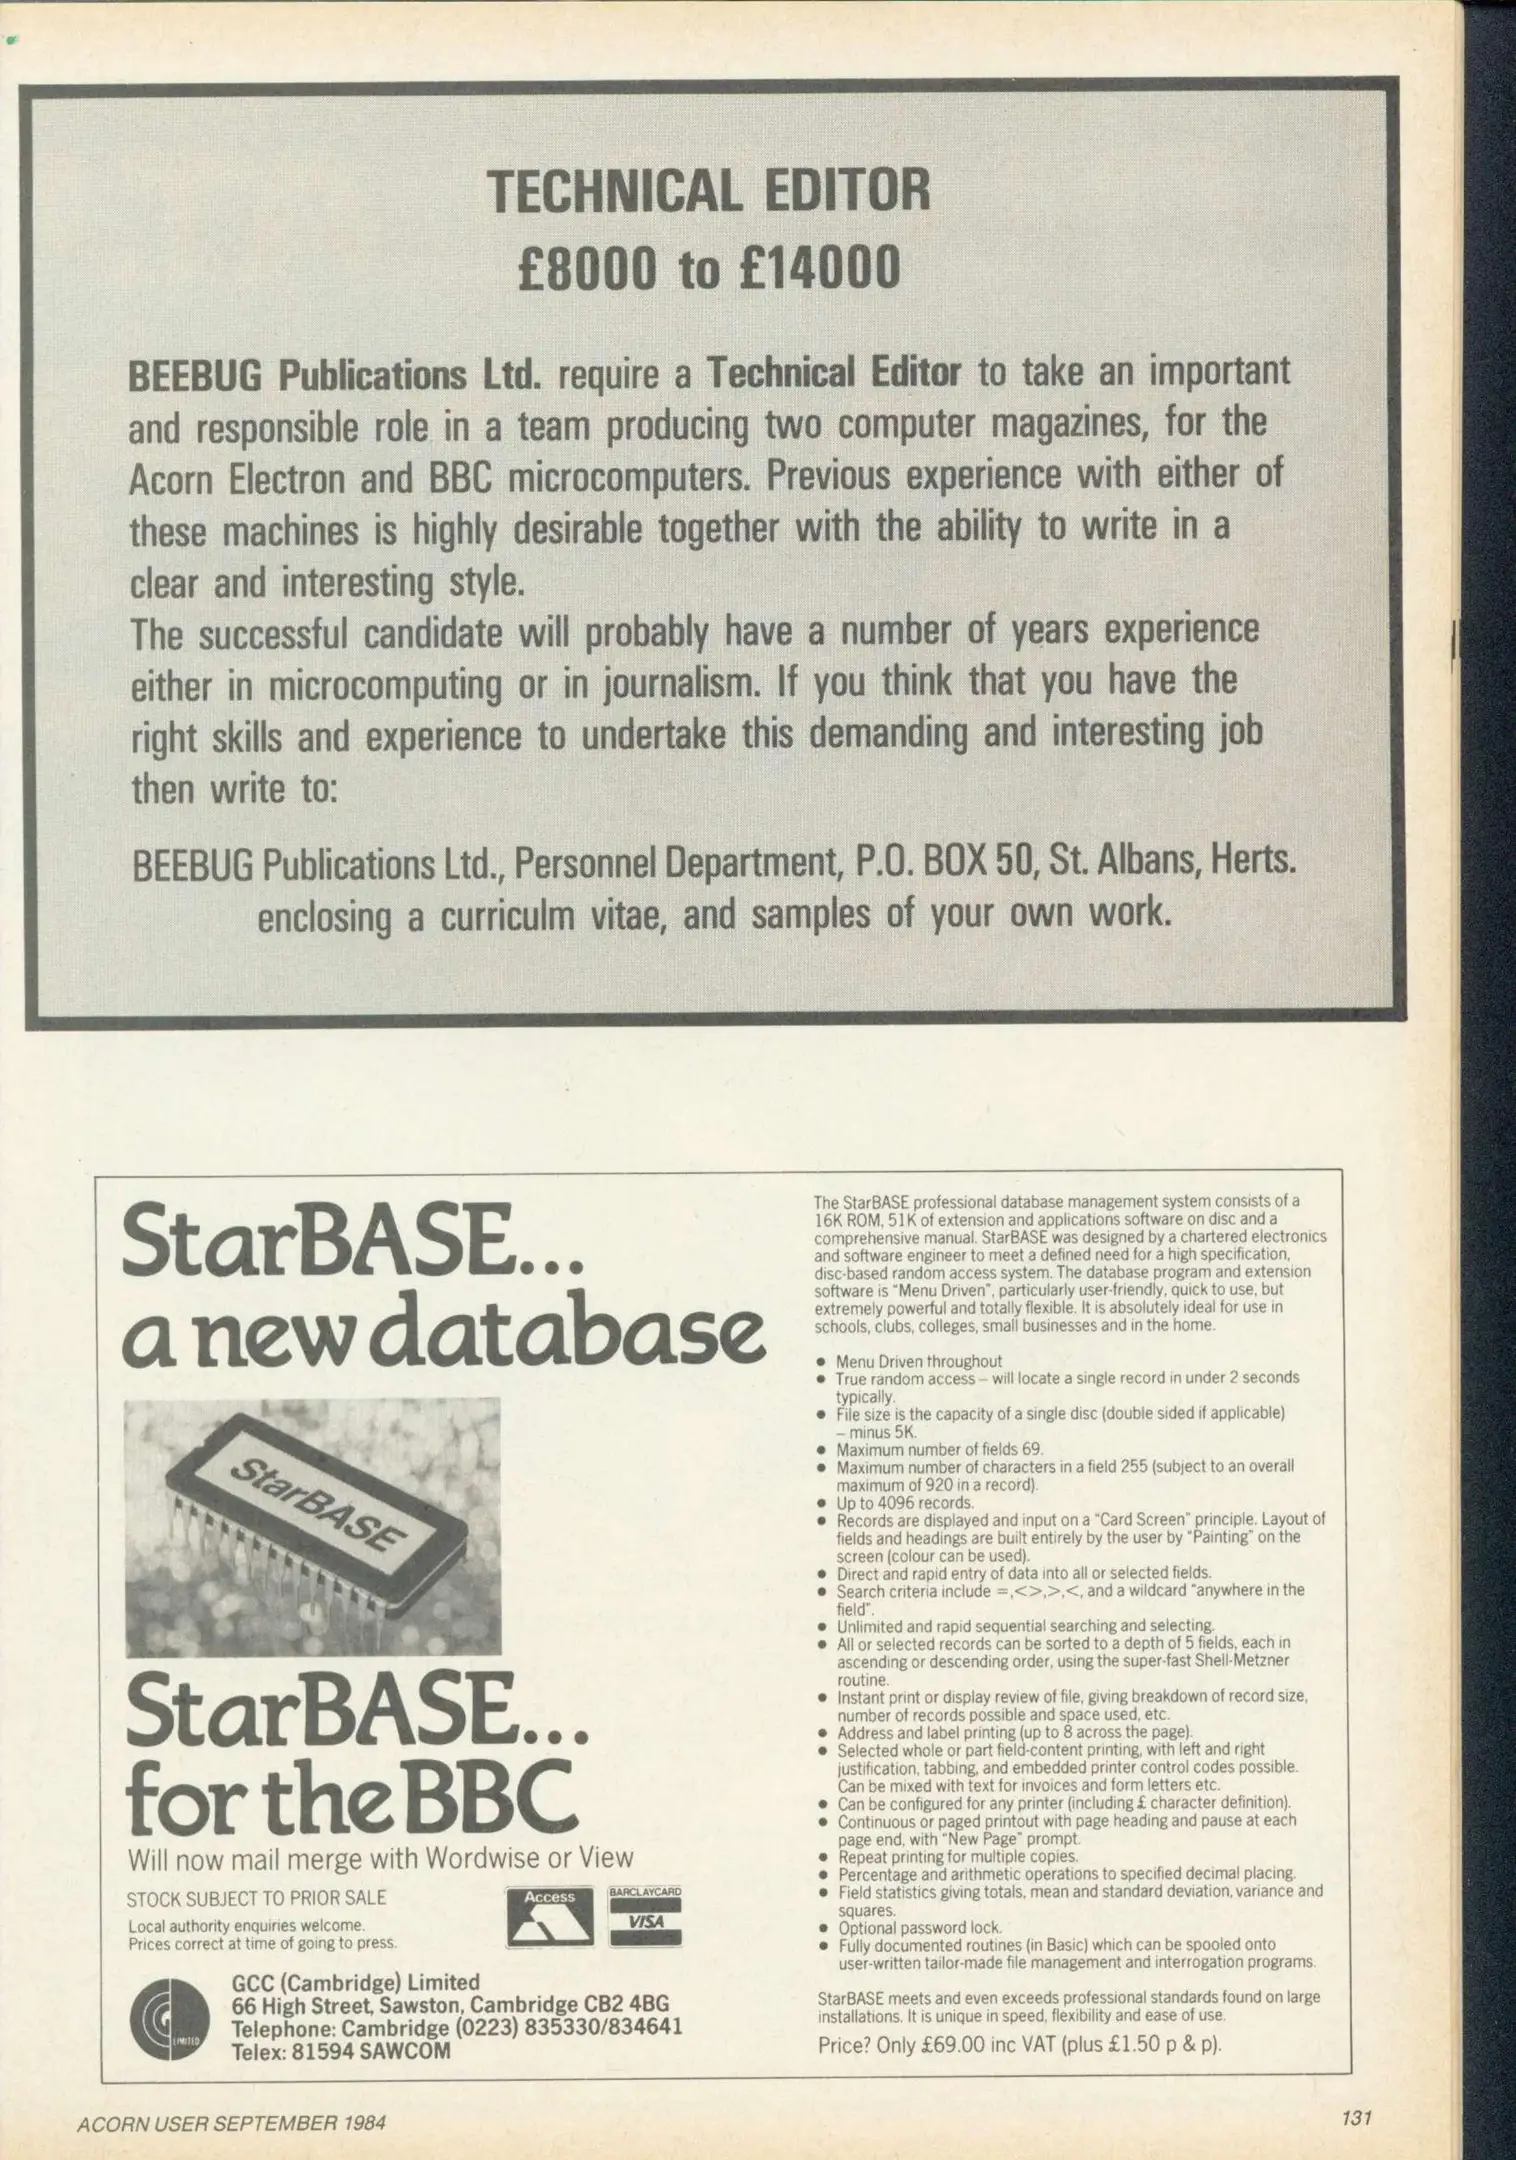 TECHNICAL EDITOR
£8000 to £14000
BEEBUG Publications Ltd. require a Technical Editor to take an important
and responsible role in a team producing two computer magazines, for the
Acorn Electron and BBC microcomputers. Previous experience with either of
these machines is highly desirable together with the ability to write in a
clear and interesting style.
The successful candidate will probably have a number of years experience
either in microcomputing or in journalism. If you think that you have the
right skills and experience to undertake this demanding and interesting job
then write to:
BEEBUG Publications Ltd., Personnel Department, P.O. BOX 50, St. Albans, Herts.
enclosing a curriculm vitae, and samples of your own work.
StarBASE...
a new database
StarBASE
StarBASE...
for the BBC
Will now mail merge with Wordwise or View
STOCK SUBJECT TO PRIOR SALE
Local authority enquiries welcome.
Prices correct at time of going to press.
Access
BARCLAYCARD
VISA
LIMITED
GCC (Cambridge) Limited
66 High Street, Sawston, Cambridge CB2 4BG
Telephone: Cambridge (0223) 835330/834641
Telex: 81594 SAWCOM
The StarBASE professional database management system consists of a
16K ROM, 51K of extension and applications software on disc and a
comprehensive manual. StarBASE was designed by a chartered electronics
and software engineer to meet a defined need for a high specification,
disc-based random access system. The database program and extension
software is "Menu Driven", particularly user-friendly, quick to use, but
extremely powerful and totally flexible. It is absolutely ideal for use in
schools, clubs, colleges, small businesses and in the home.
● Menu Driven throughout
● True random access – will locate a single record in under 2 seconds
typically.
● File size is the capacity of a single disc (double sided if applicable)
– minus 5K.
● Maximum number of fields 69.
● Maximum number of characters in a field 255 (subject to an overall
maximum of 920 in a record).
● Up to 4096 records.
● Records are displayed and input on a "Card Screen" principle. Layout of
fields and headings are built entirely by the user by "Painting" on the
screen (colour can be used).
● Direct and rapid entry of data into all or selected fields.
● Search criteria include =,<>,>,<, and a wildcard "anywhere in the
field".
● Unlimited and rapid sequential searching and selecting.
● All or selected records can be sorted to a depth of 5 fields, each in
ascending or descending order, using the super-fast Shell-Metzner
routine.
● Instant print or display review of file, giving breakdown of record size,
number of records possible and space used, etc.
● Address and label printing (up to 8 across the page).
● Selected whole or part field-content printing, with left and right
justification, tabbing, and embedded printer control codes possible.
Can be mixed with text for invoices and form letters etc.
● Can be configured for any printer (including £ character definition).
● Continuous or paged printout with page heading and pause at each
page end, with "New Page" prompt.
● Repeat printing for multiple copies.
● Percentage and arithmetic operations to specified decimal placing.
● Field statistics giving totals, mean and standard deviation, variance and
squares.
● Optional password lock.
● Fully documented routines (in Basic) which can be spooled onto
user-written tailor-made file management and interrogation programs.
StarBASE meets and even exceeds professional standards found on large
installations. It is unique in speed, flexibility and ease of use.
Price? Only £69.00 inc VAT (plus £1.50 p & p).
ACORN USER SEPTEMBER 1984
131